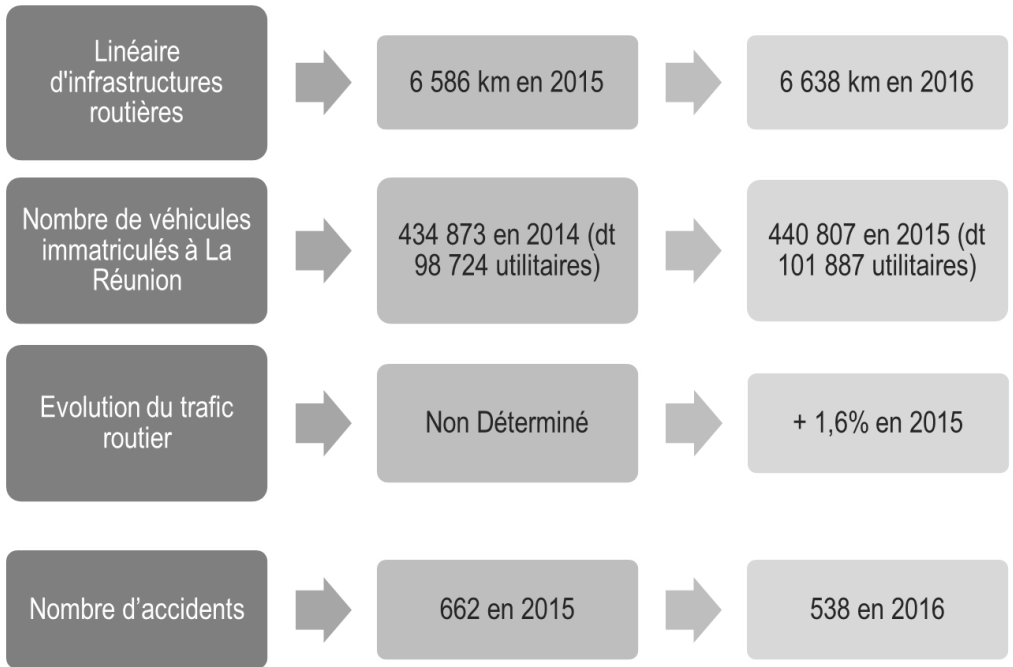 Linéaire
d'infrastructures
routières
6 586 km en 2015
6 638 km en 2016
Nombre de véhicules
immatriculés à La
Réunion
434 873 en 2014 (dt
98 724 utilitaires)
440 807 en 2015 (dt
101 887 utilitaires)
Evolution du trafic
routier
Non Déterminé
+ 1,6% en 2015
Nombre d’accidents
662 en 2015
538 en 2016